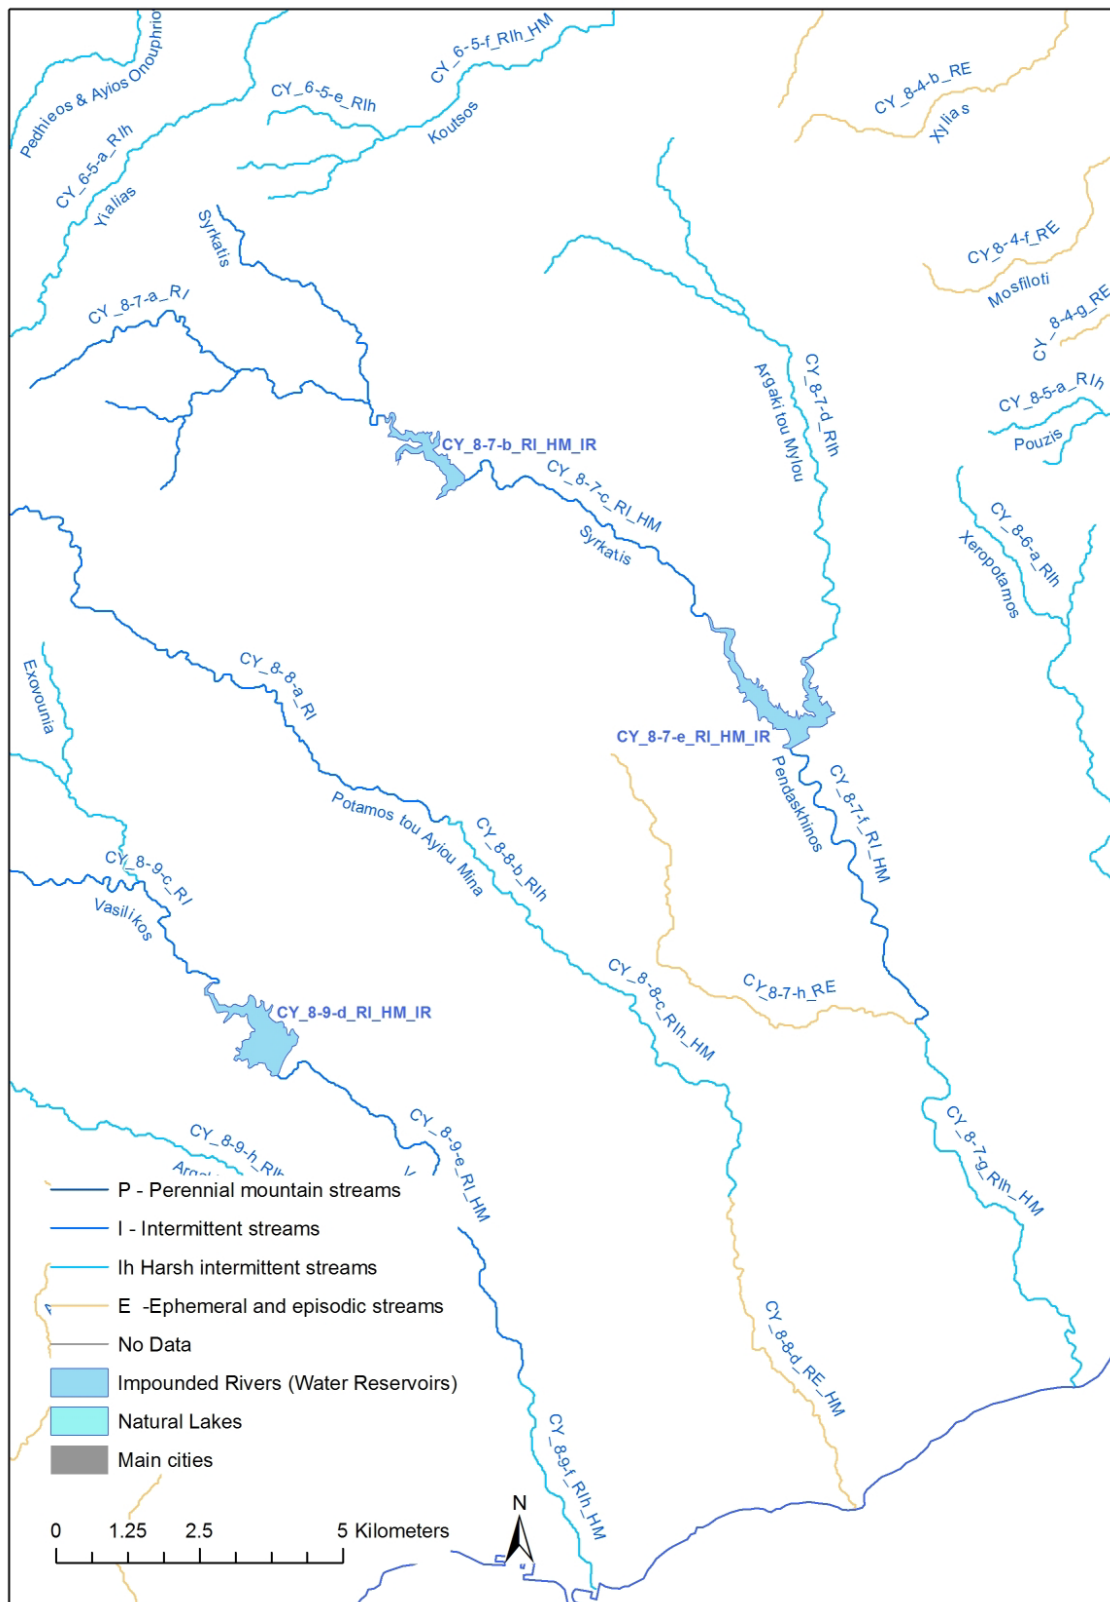 Pedhieos & Ayios Onouphrio
CY_6-5-f_RIh_HM
CY_6-5-e_RIh
Koutsos
CY_8-4-b_RE
Xylias
CY_6-5-a_RIh
Yialias
Syrkatis
CY_8-4-f_RE
Mosfiloti
CY_8-7-a_RI
CY_8-4-g_RE
CY_8-7-d_RIh
Argaki tou Mylou
CY_8-5-a_RIh
Pouzis
CY_8-7-b_RI_HM_IR
CY_8-7-c_RI_HM
Syrkatis
CY_8-6-a_RIh
Xeropotamos
Exovounia
CY_8-8-a_RI
CY_8-7-e_RI_HM_IR
Pendaskhinos
CY_8-7-f_RI_HM
Potamos tou Ayiou Mina
CY_8-8-b_RIh
CY_8-9-c_RI
Vasilikos
CY_8-8-c_RIh_HM
CY_8-7-h_RE
CY_8-9-d_RI_HM_IR
CY_8-9-h_RIh
CY_8-9-e_RI_HM
CY_8-7-g_RIh_HM
P - Perennial mountain streams
I - Intermittent streams
Ih Harsh intermittent streams
E -Ephemeral and episodic streams
No Data
Impounded Rivers (Water Reservoirs)
Natural Lakes
Main cities
CY_8-8-d_RE_HM
CY_8-9-f_RIh_HM
N
0 1.25 2.5 5 Kilometers